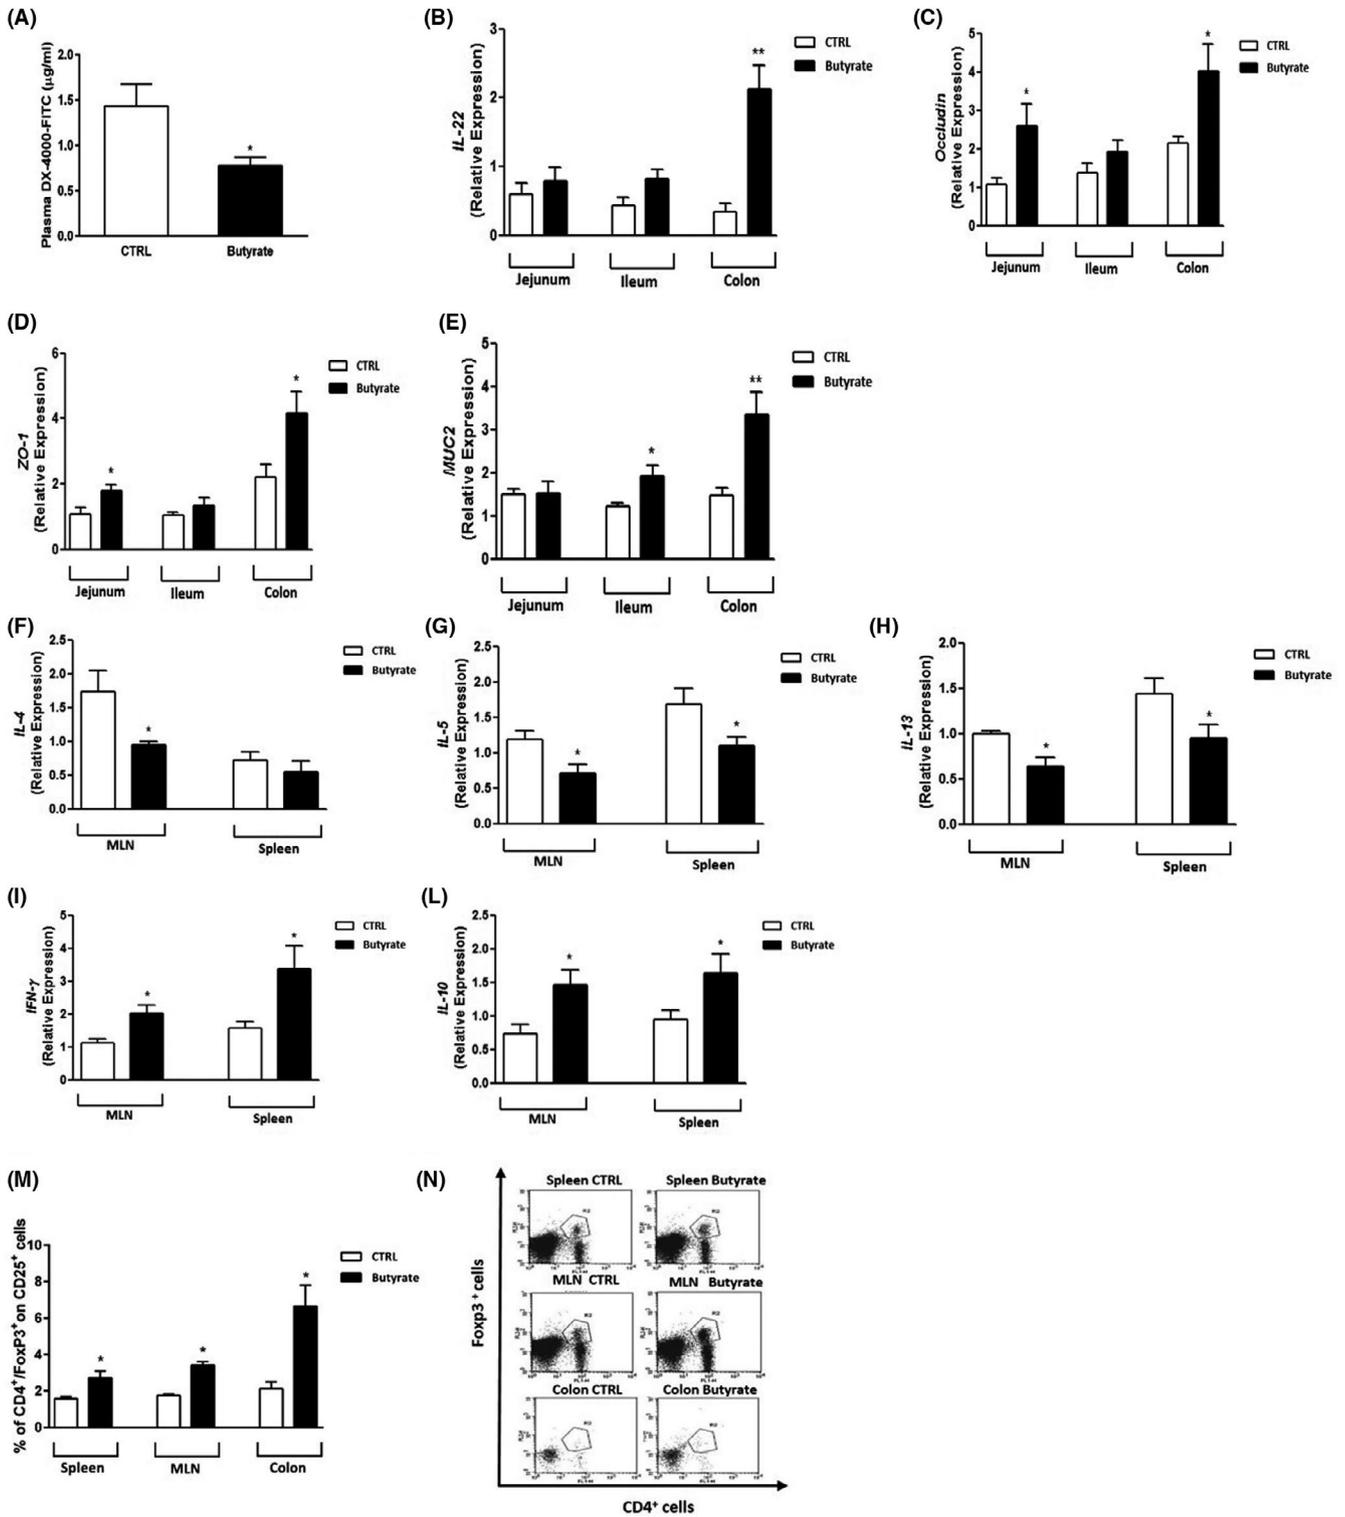 (A)
Plasma DX-4000-FITC (µg/ml)
2.0
1.5
1.0
0.5
0.0
*
CTRL
Butyrate
(B)
IL-22
(Relative Expression)
3
2
1
0
**
CTRL
Butyrate
Jejunum
Ileum
Colon
(C)
Occludin
(Relative Expression)
5
4
3
2
1
0
*
*
CTRL
Butyrate
Jejunum
Ileum
Colon
(D)
ZO-1
(Relative Expression)
6
4
2
0
*
*
CTRL
Butyrate
Jejunum
Ileum
Colon
(E)
MUC2
(Relative Expression)
5
4
3
2
1
0
*
**
CTRL
Butyrate
Jejunum
Ileum
Colon
(F)
IL-4
(Relative Expression)
2.5
2.0
1.5
1.0
0.5
0.0
*
CTRL
Butyrate
MLN
Spleen
(G)
IL-5
(Relative Expression)
2.5
2.0
1.5
1.0
0.5
0.0
*
*
CTRL
Butyrate
MLN
Spleen
(H)
IL-13
(Relative Expression)
2.0
1.5
1.0
0.5
0.0
*
*
CTRL
Butyrate
MLN
Spleen
(I)
IFN-γ
(Relative Expression)
5
4
3
2
1
0
*
*
CTRL
Butyrate
MLN
Spleen
(L)
IL-10
(Relative Expression)
2.5
2.0
1.5
1.0
0.5
0.0
*
*
CTRL
Butyrate
MLN
Spleen
(M)
% of CD4⁺/FoxP3⁺ on CD25⁺ cells
10
8
6
4
2
0
*
*
*
CTRL
Butyrate
Spleen
MLN
Colon
(N)
Foxp3 ⁺ cells
Spleen CTRL
Spleen Butyrate
R2
R2
MLN CTRL
MLN Butyrate
R2
R2
Colon CTRL
Colon Butyrate
R2
R2
CD4⁺ cells